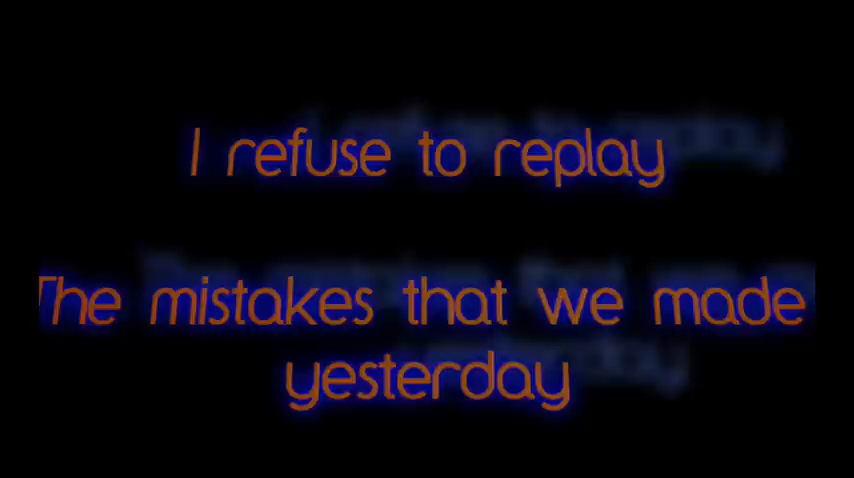 I refuse to replay
The mistakes that we made
yesterday